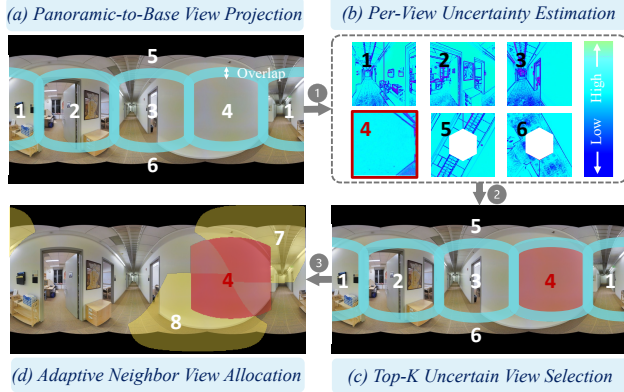 (a) Panoramic-to-Base View Projection
5
Overlap
1 2 3 4 1
6
1
(b) Per-View Uncertainty Estimation
1 2 3
4 5 6
High
Low
2
7
4
8
3
5
1 2 3 4 1
6
(d) Adaptive Neighbor View Allocation
(c) Top-K Uncertain View Selection